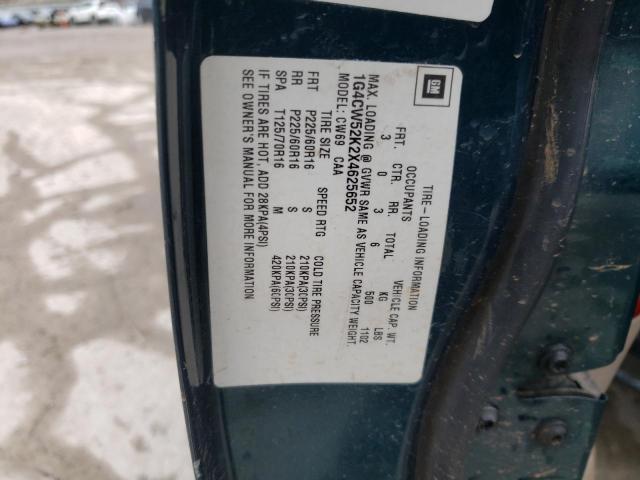 GM
TIRE-LOADING INFORMATION
OCCUPANTS VEHICLE CAP. WT.
FRT. CTR. RR. TOTAL KG LBS
3 0 3 6 500 1102
MAX. LOADING @ GVWR SAME AS VEHICLE CAPACITY WEIGHT.
1G4CW52K2X4625652
MODEL: CW69 CAA
TIRE SIZE SPEED RTG COLD TIRE PRESSURE
FRT P225/60R16 S 210KPA(30PSI)
RR P225/60R16 S 210KPA(30PSI)
SPA T125/70R16 M 420KPA(60PSI)
IF TIRES ARE HOT, ADD 28KPA(4PSI)
SEE OWNER'S MANUAL FOR MORE INFORMATION